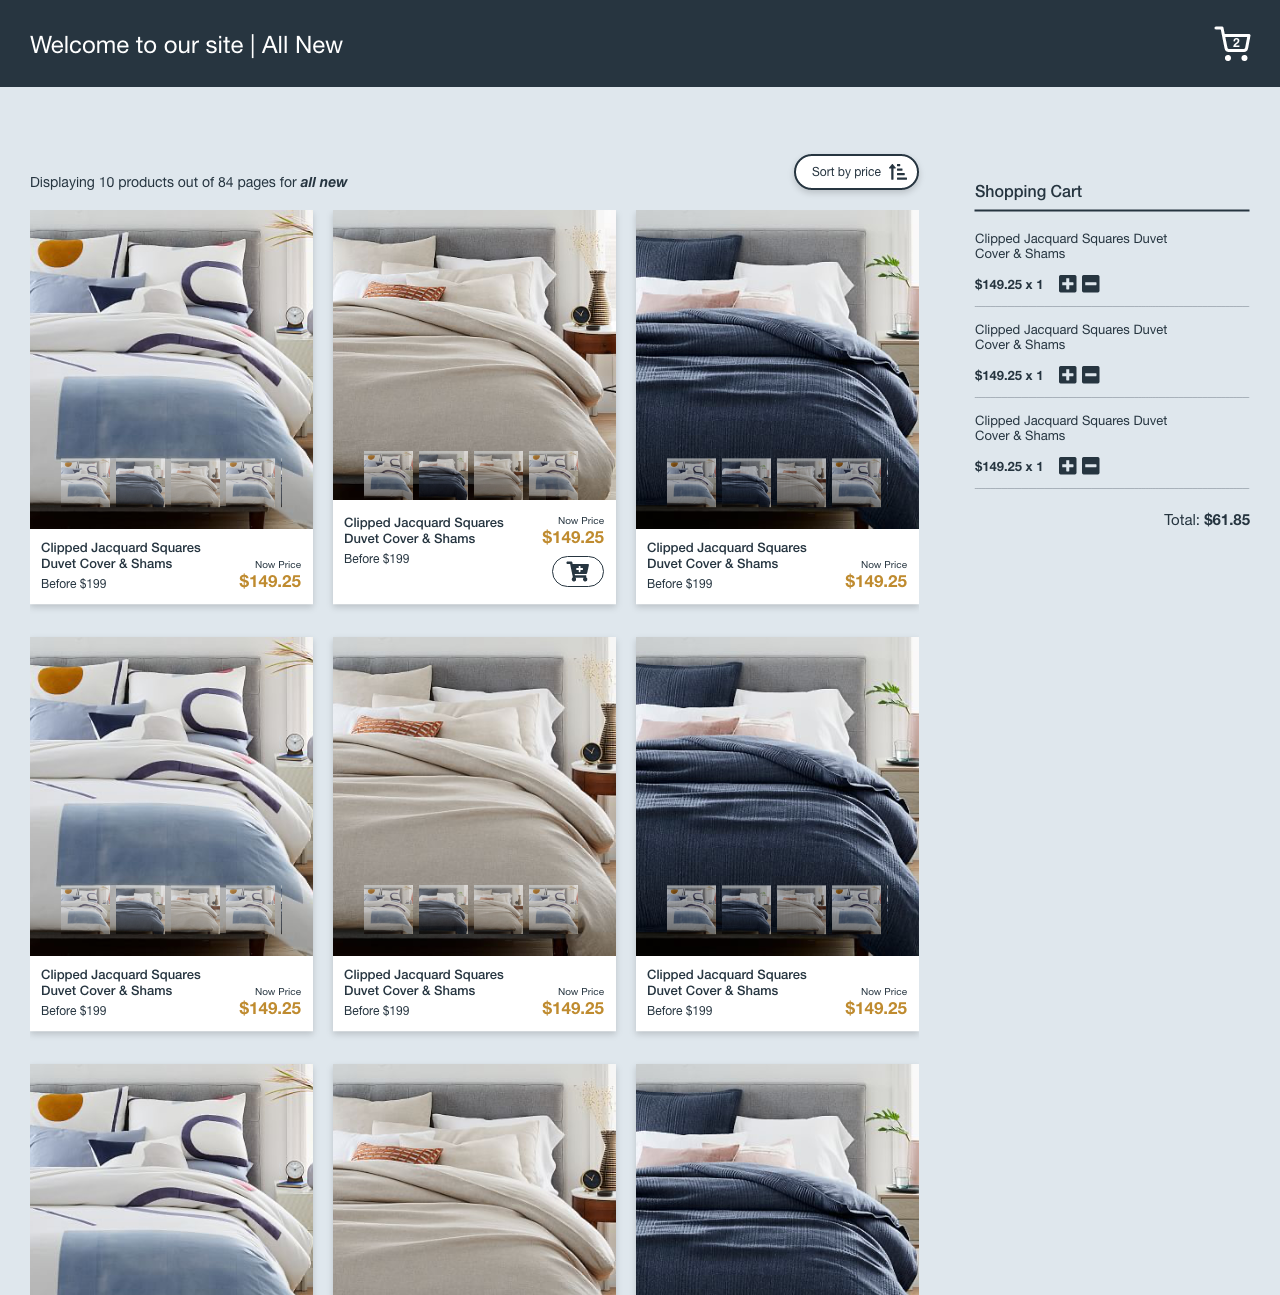 Welcome to our site | All New
2
Displaying 10 products out of 84 pages for all new
Sort by price
Clipped Jacquard Squares
Duvet Cover & Shams
Before $199
Now Price
$149.25
Clipped Jacquard Squares
Duvet Cover & Shams
Before $199
Now Price
$149.25
Clipped Jacquard Squares
Duvet Cover & Shams
Before $199
Now Price
$149.25
Clipped Jacquard Squares
Duvet Cover & Shams
Before $199
Now Price
$149.25
Clipped Jacquard Squares
Duvet Cover & Shams
Before $199
Now Price
$149.25
Clipped Jacquard Squares
Duvet Cover & Shams
Before $199
Now Price
$149.25
Shopping Cart
Clipped Jacquard Squares Duvet
Cover & Shams
$149.25 x 1
Clipped Jacquard Squares Duvet
Cover & Shams
$149.25 x 1
Clipped Jacquard Squares Duvet
Cover & Shams
$149.25 x 1
Total: $61.85